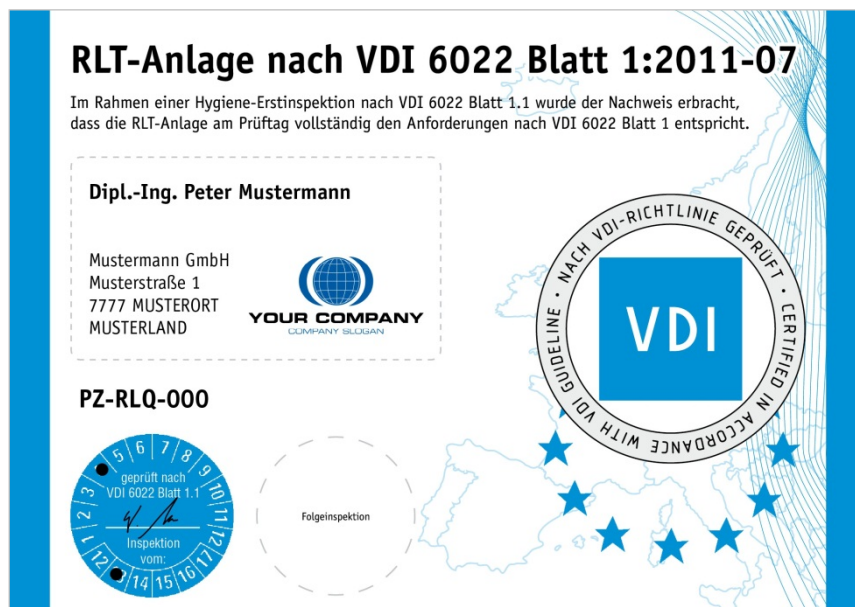 RLT-Anlage nach VDI 6022 Blatt 1:2011-07
Im Rahmen einer Hygiene-Erstinspektion nach VDI 6022 Blatt 1.1 wurde der Nachweis erbracht,
dass die RLT-Anlage am Prüftag vollständig den Anforderungen nach VDI 6022 Blatt 1 entspricht.
Dipl.-Ing. Peter Mustermann
Mustermann GmbH
Musterstraße 1
7777 MUSTERORT
MUSTERLAND
YOUR COMPANY
COMPANY SLOGAN
NACH VDI-RICHTLINIE GEPRÜFT • CERTIFIED IN ACCORDANCE WITH VDI GUIDELINE •
VDI
PZ-RLQ-000
1 2 3 5 6 7 8 9 10 11 12
geprüft nach
VDI 6022 Blatt 1.1
Inspektion
vom:
12 14 15 16 17
Folgeinspektion